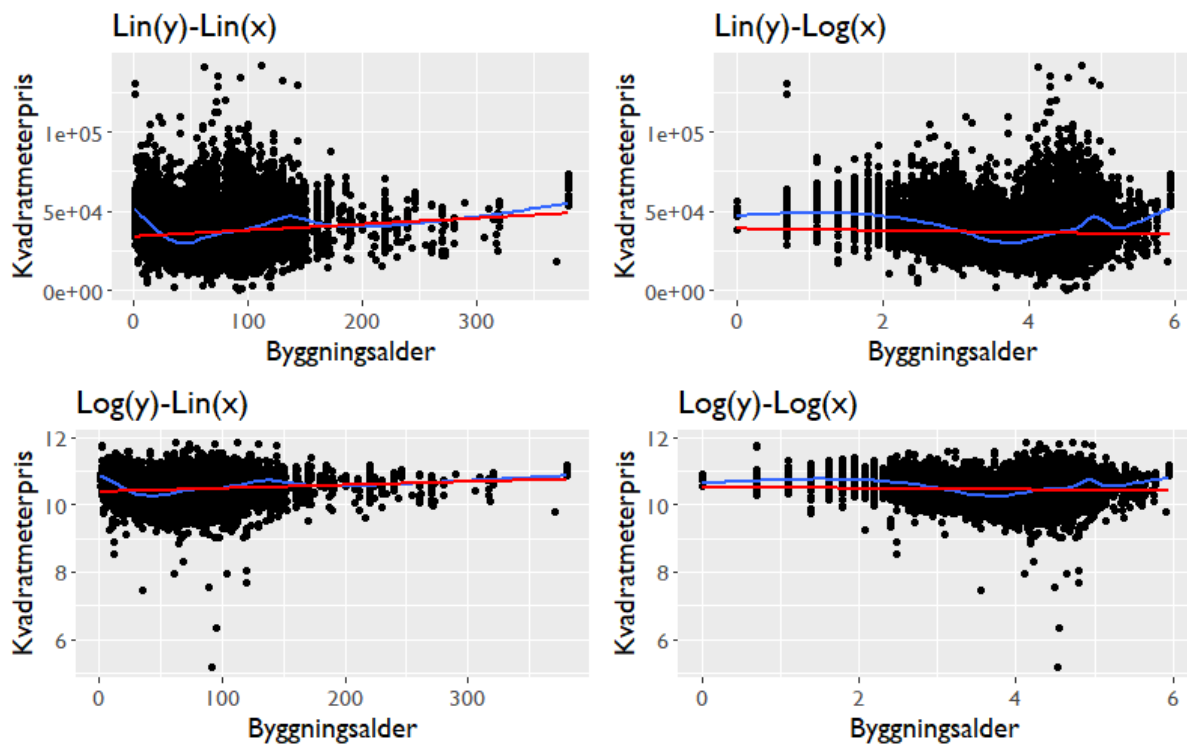 Lin(y)-Lin(x)
Kvadratmeterpris
1e+05
5e+04
0e+00
0 100 200 300
Byggningsalder
Lin(y)-Log(x)
Kvadratmeterpris
1e+05
5e+04
0e+00
0 2 4 6
Byggningsalder
Log(y)-Lin(x)
Kvadratmeterpris
12
10
8
6
0 100 200 300
Byggningsalder
Log(y)-Log(x)
Kvadratmeterpris
12
10
8
6
0 2 4 6
Byggningsalder